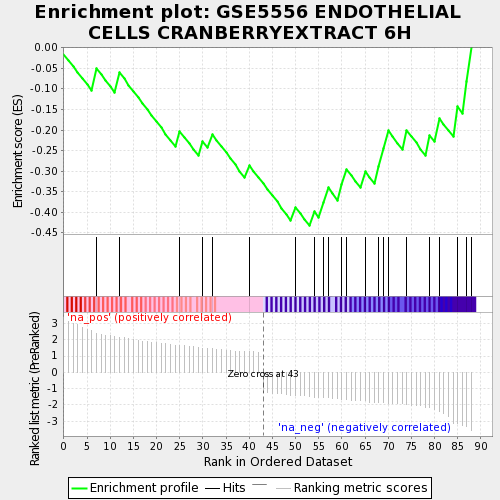 Enrichment plot: GSE5556 ENDOTHELIAL
CELLS CRANBERRYEXTRACT 6H
Enrichment score (ES)
0.00
-0.05
-0.10
-0.15
-0.20
-0.25
-0.30
-0.35
-0.40
-0.45
'na_pos' (positively correlated)
Ranked list metric (PreRanked)
3
2
1
0
-1
-2
-3
Zero cross at 43
'na_neg' (negatively correlated)
0 5 10 15 20 25 30 35 40 45 50 55 60 65 70 75 80 85 90
Rank in Ordered Dataset
Enrichment profile Hits Ranking metric scores